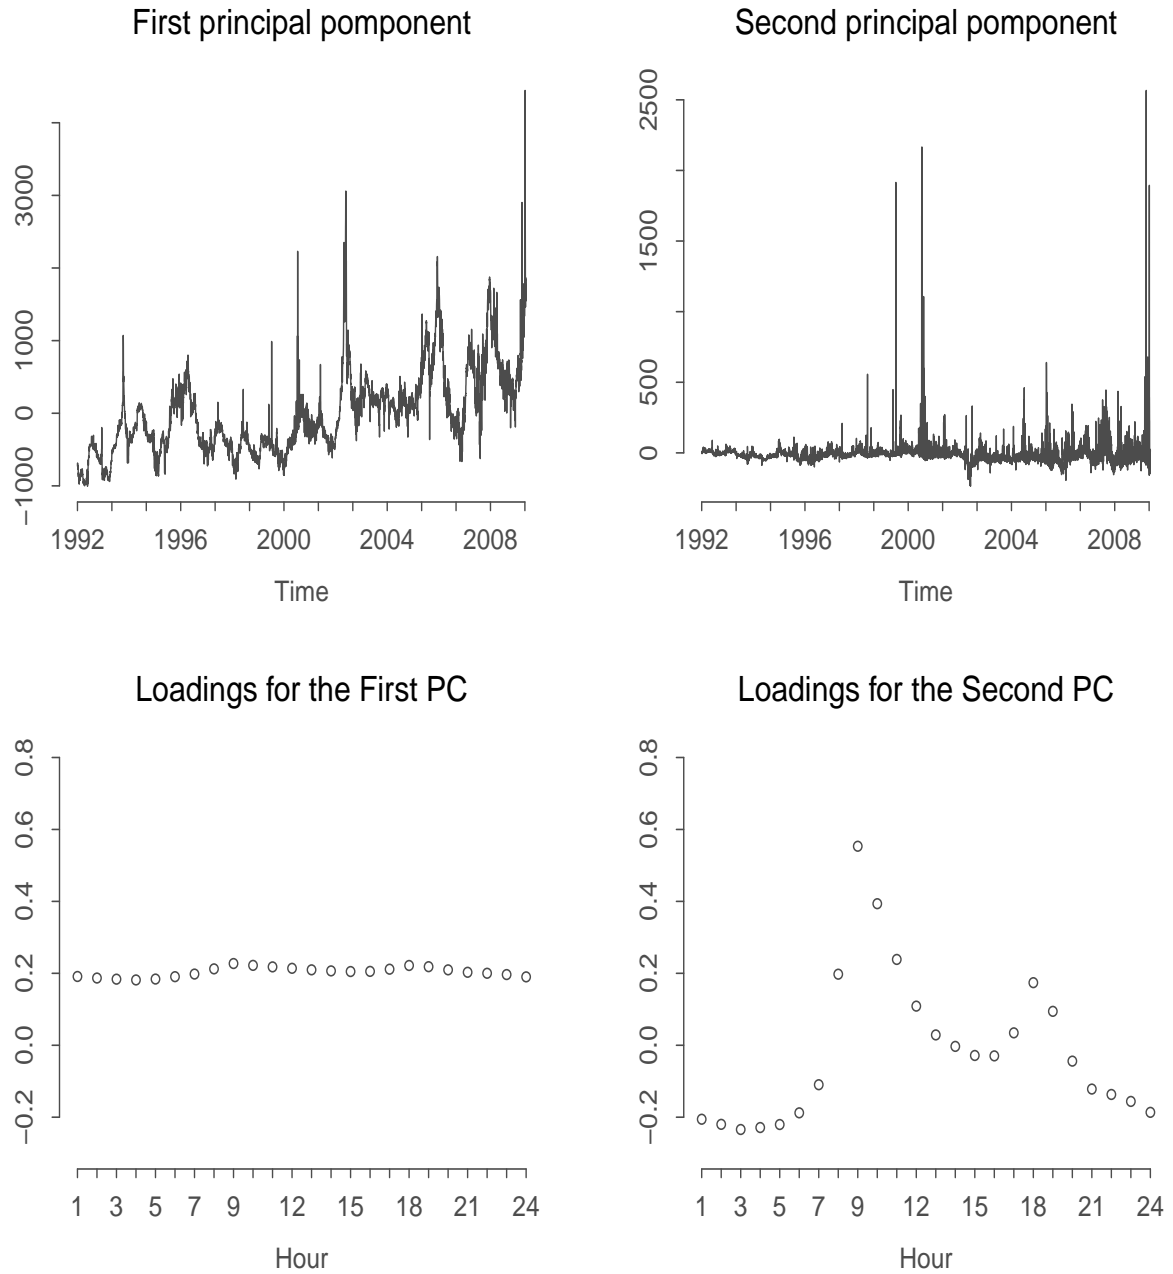 First principal pomponent
−1000 0 1000 3000
1992 1996 2000 2004 2008
Time
Second principal pomponent
0 500 1500 2500
1992 1996 2000 2004 2008
Time
Loadings for the First PC
−0.2 0.0 0.2 0.4 0.6 0.8
1 3 5 7 9 12 15 18 21 24
Hour
Loadings for the Second PC
−0.2 0.0 0.2 0.4 0.6 0.8
1 3 5 7 9 12 15 18 21 24
Hour